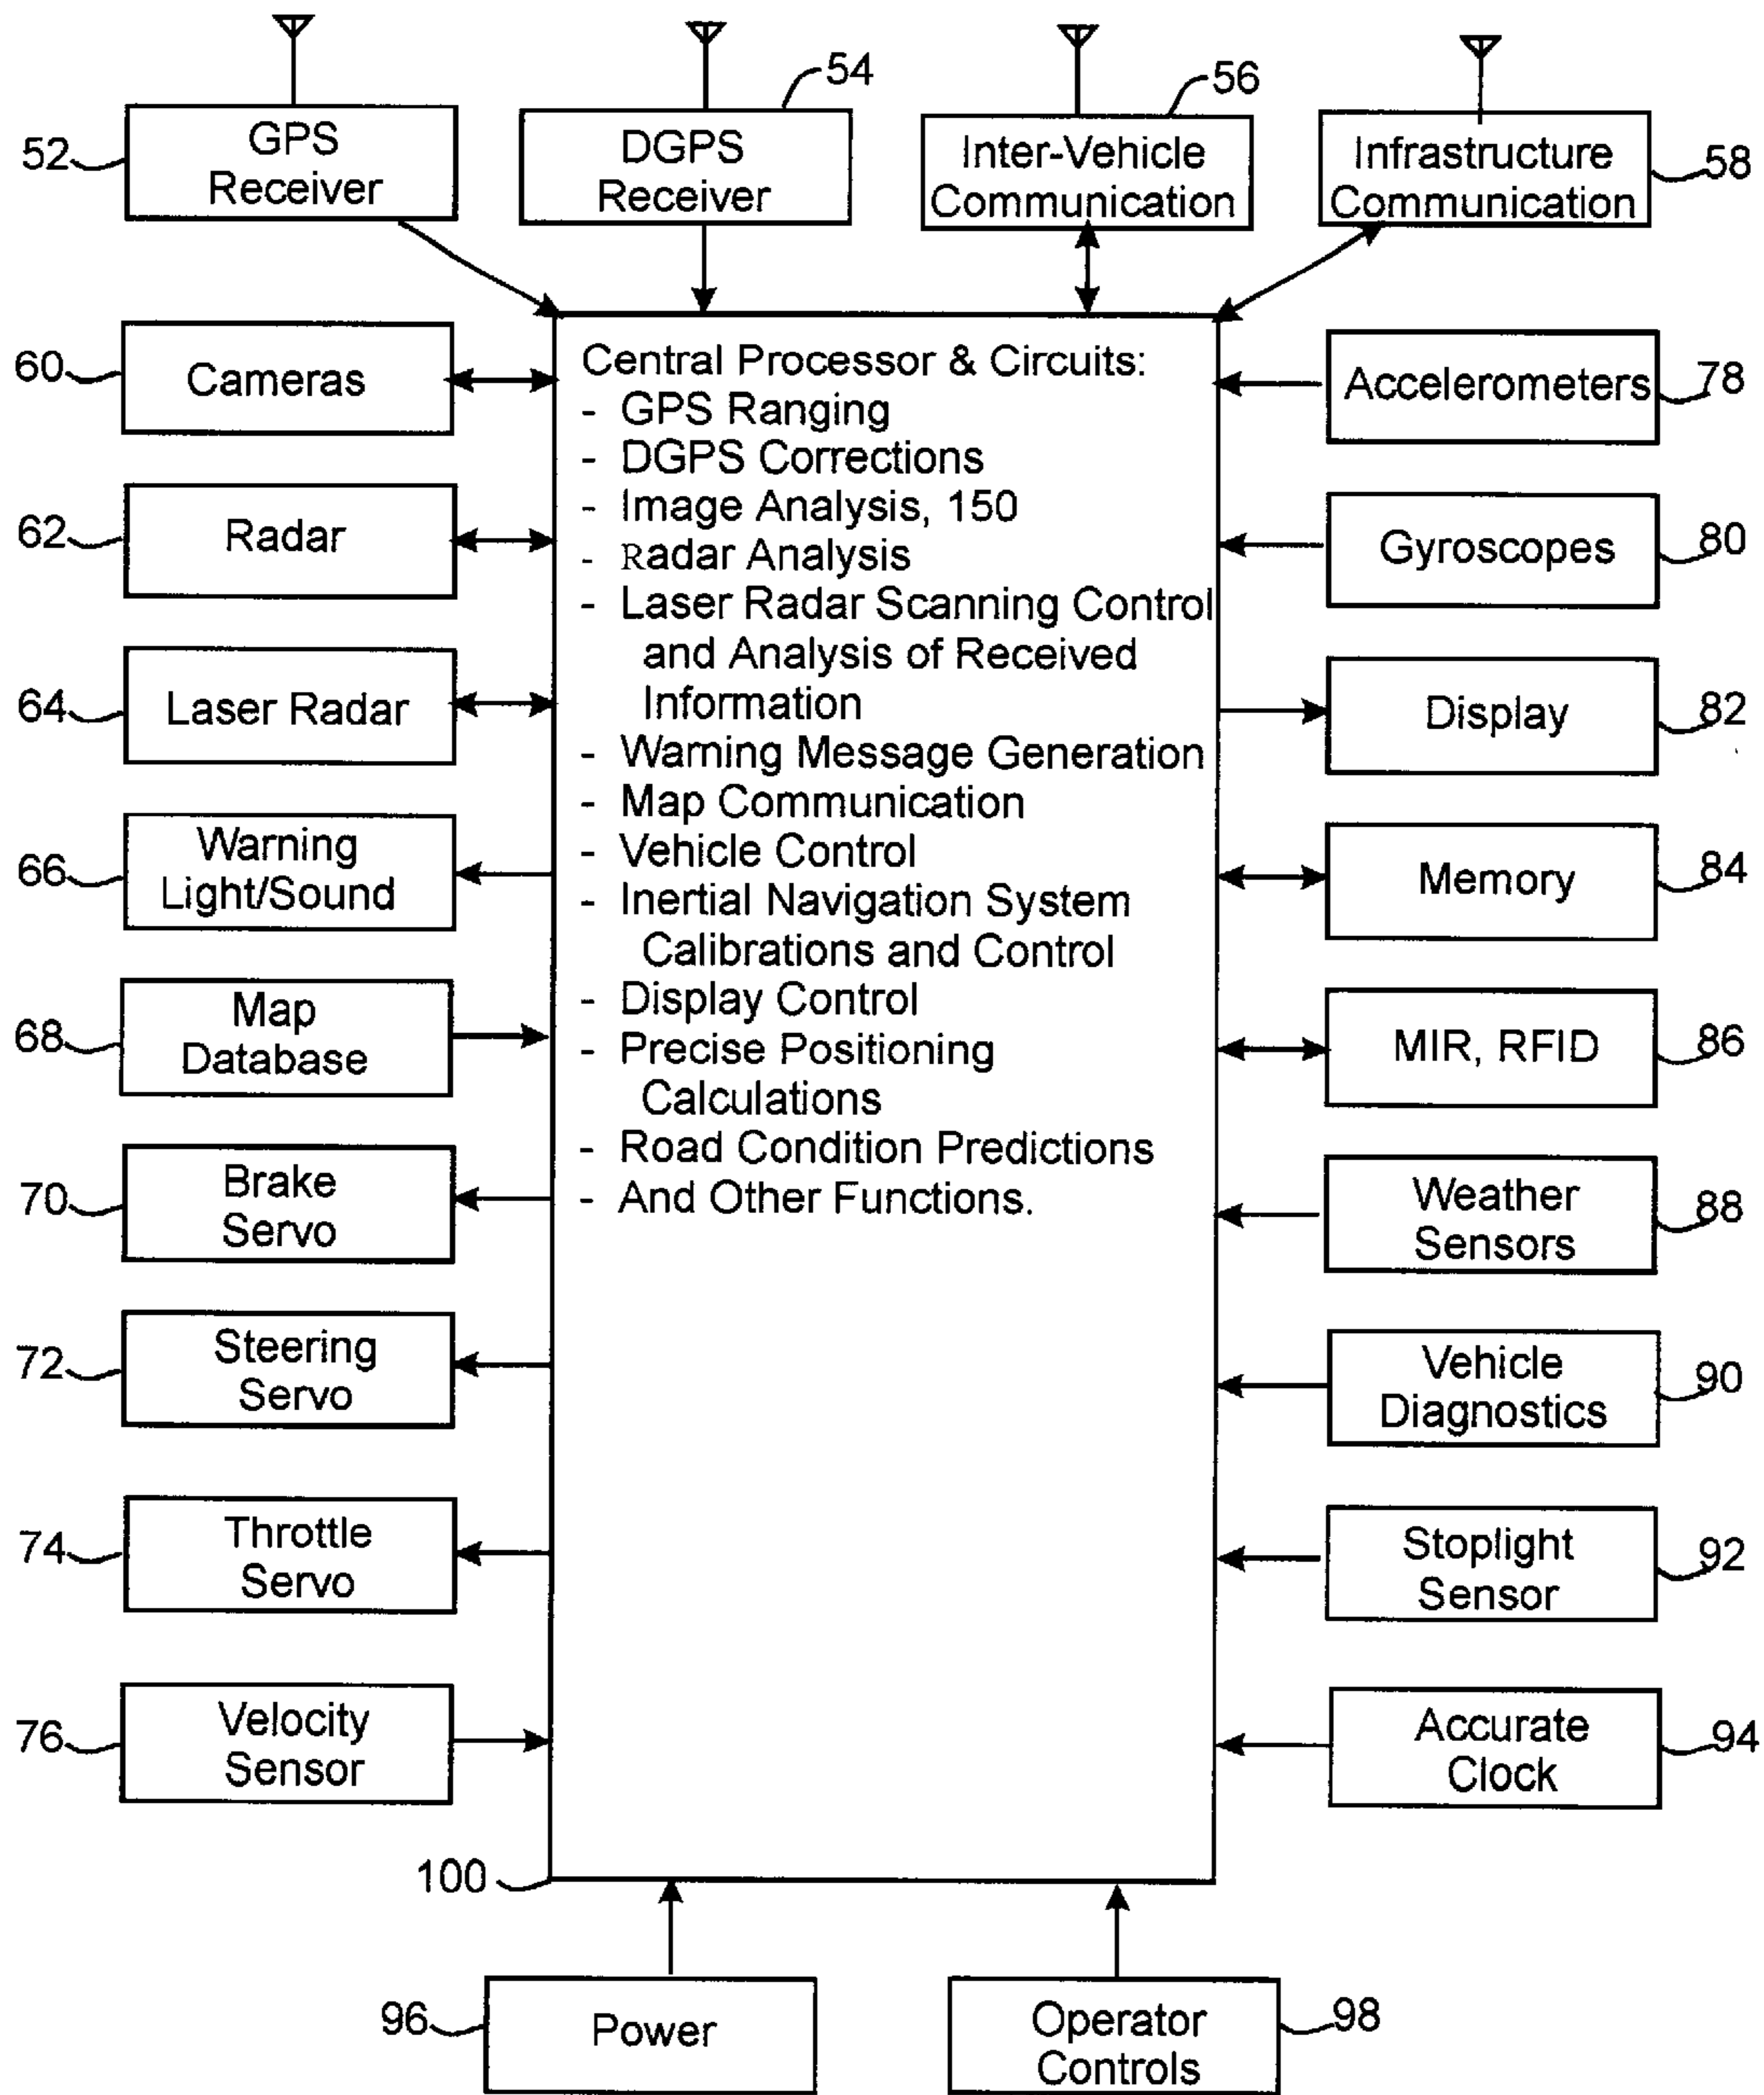 54
56
52
GPS
Receiver
DGPS
Receiver
Inter-Vehicle
Communication
Infrastructure
Communication
58
60
Cameras
62
Radar
64
Laser Radar
66
Warning
Light/Sound
68
Map
Database
70
Brake
Servo
72
Steering
Servo
74
Throttle
Servo
76
Velocity
Sensor
Central Processor & Circuits:
- GPS Ranging
- DGPS Corrections
- Image Analysis, 150
- Radar Analysis
- Laser Radar Scanning Control
and Analysis of Received
Information
- Warning Message Generation
- Map Communication
- Vehicle Control
- Inertial Navigation System
Calibrations and Control
- Display Control
- Precise Positioning
Calculations
- Road Condition Predictions
- And Other Functions.
Accelerometers
78
Gyroscopes
80
Display
82
Memory
84
MIR, RFID
86
Weather
Sensors
88
Vehicle
Diagnostics
90
Stoplight
Sensor
92
Accurate
Clock
94
100
96
Power
Operator
Controls
98